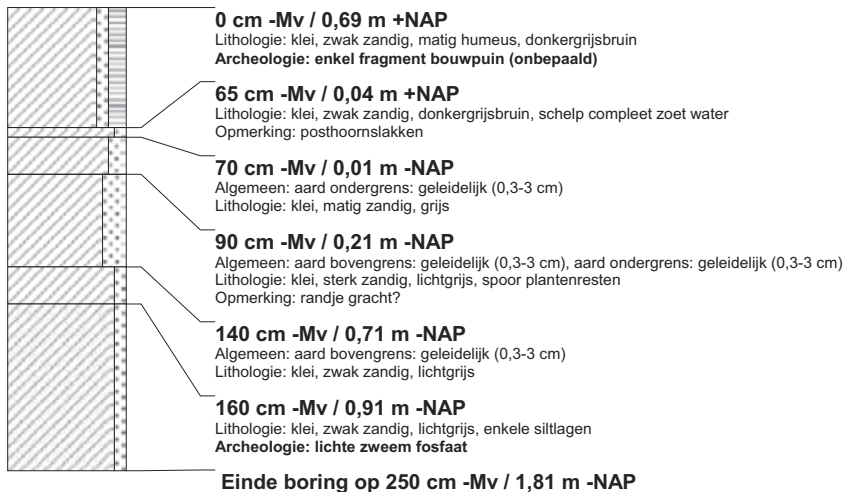 0 cm -Mv / 0,69 m +NAP
Lithologie: klei, zwak zandig, matig humeus, donkergrijsbruin
Archeologie: enkel fragment bouwpuin (onbepaald)
65 cm -Mv / 0,04 m +NAP
Lithologie: klei, zwak zandig, donkergrijsbruin, schelp compleet zoet water
Opmerking: posthoornslakken
70 cm -Mv / 0,01 m -NAP
Algemeen: aard ondergrens: geleidelijk (0,3-3 cm)
Lithologie: klei, matig zandig, grijs
90 cm -Mv / 0,21 m -NAP
Algemeen: aard bovengrens: geleidelijk (0,3-3 cm), aard ondergrens: geleidelijk (0,3-3 cm)
Lithologie: klei, sterk zandig, lichtgrijs, spoor plantenresten
Opmerking: randje gracht?
140 cm -Mv / 0,71 m -NAP
Algemeen: aard bovengrens: geleidelijk (0,3-3 cm)
Lithologie: klei, zwak zandig, lichtgrijs
160 cm -Mv / 0,91 m -NAP
Lithologie: klei, zwak zandig, lichtgrijs, enkele siltlagen
Archeologie: lichte zweem fosfaat
Einde boring op 250 cm -Mv / 1,81 m -NAP